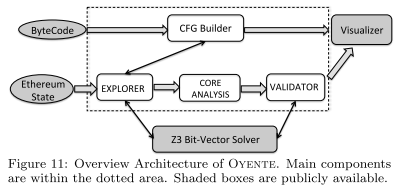 ByteCode
CFG Builder
Visualizer
Ethereum
State
EXPLORER
CORE
ANALYSIS
VALIDATOR
Z3 Bit-Vector Solver
Figure 11: Overview Architecture of OYENTE. Main components
are within the dotted area. Shaded boxes are publicly available.